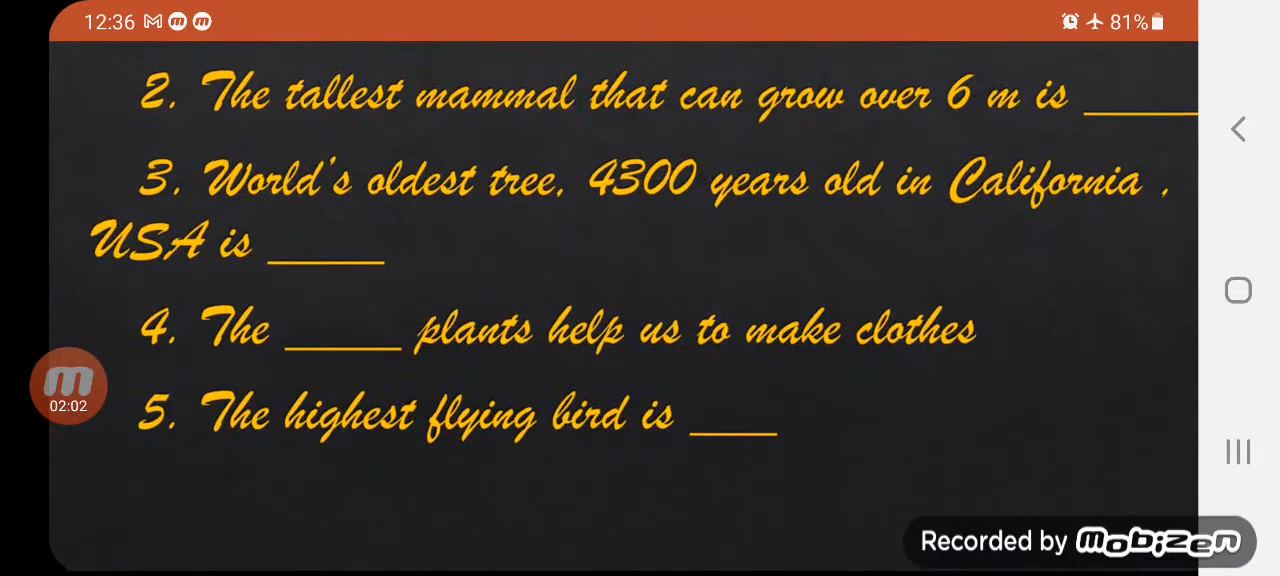 12:36 81%
2. The tallest mammal that can grow over 6 m is ______
3. World's oldest tree, 4300 years old in California ,
USA is ______
4. The ______ plants help us to make clothes
5. The highest flying bird is ____
m
02:02
Recorded by mobizen